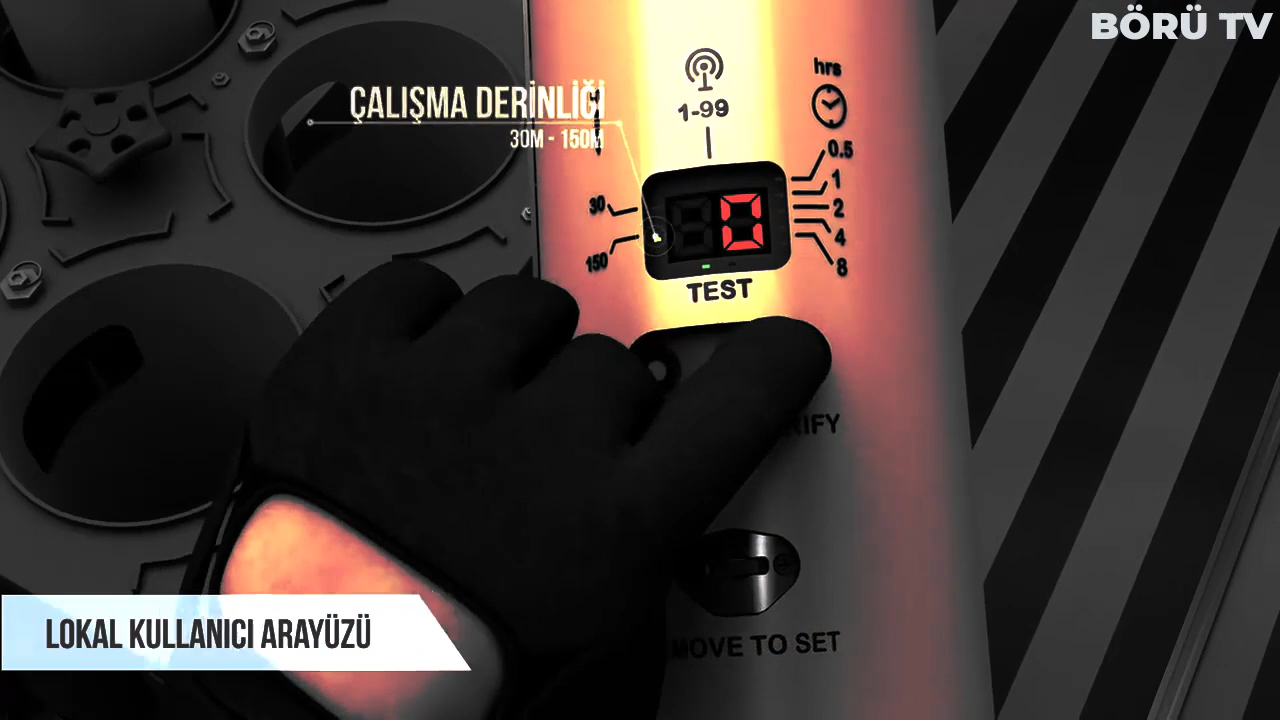 BÖRÜ TV
ÇALIŞMA DERİNLİĞİ
30M - 150M
1-99
hrs
0.5
1
2
4
8
30
150
0
TEST
MOVE TO SET
LOKAL KULLANICI ARAYÜZÜ